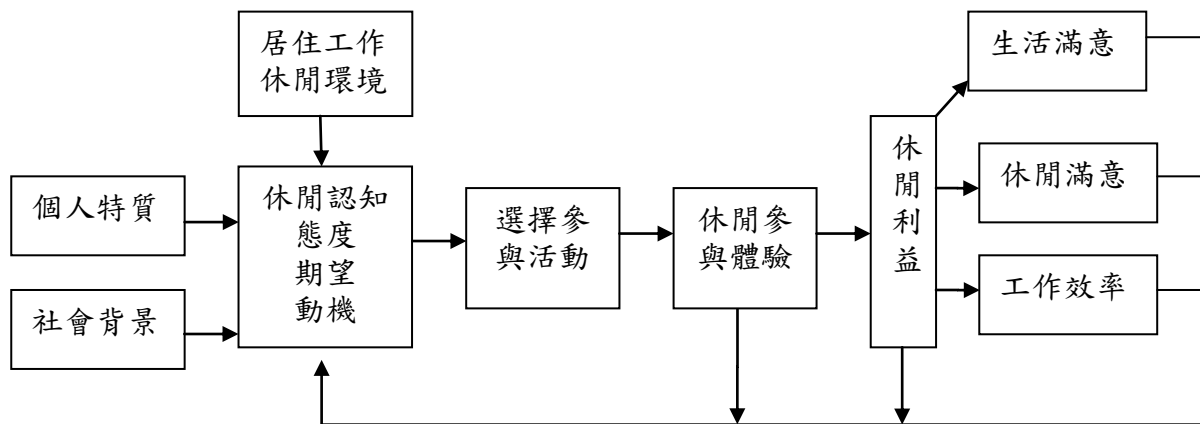 居住工作
休閒環境
個人特質
社會背景
休閒認知
態度
期望
動機
選擇參
與活動
休閒參
與體驗
休
閒
利
益
生活滿意
休閒滿意
工作效率